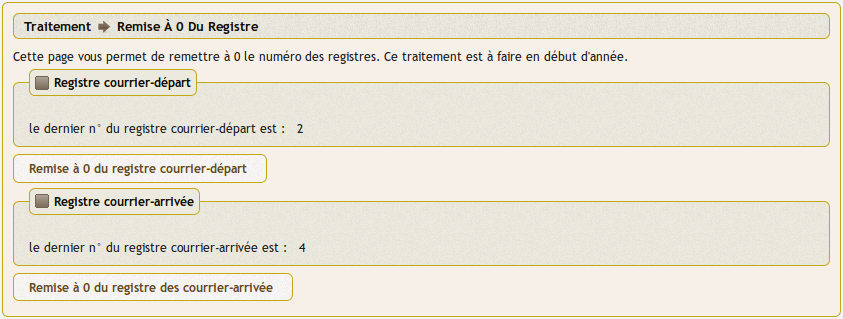 Traitement Remise À 0 Du Registre
Cette page vous permet de remettre à 0 le numéro des registres. Ce traitement est à faire en début d'année.
Registre courrier-départ
le dernier n° du registre courrier-départ est : 2
Remise à 0 du registre courrier-départ
Registre courrier-arrivée
le dernier n° du registre courrier-arrivée est : 4
Remise à 0 du registre des courrier-arrivée